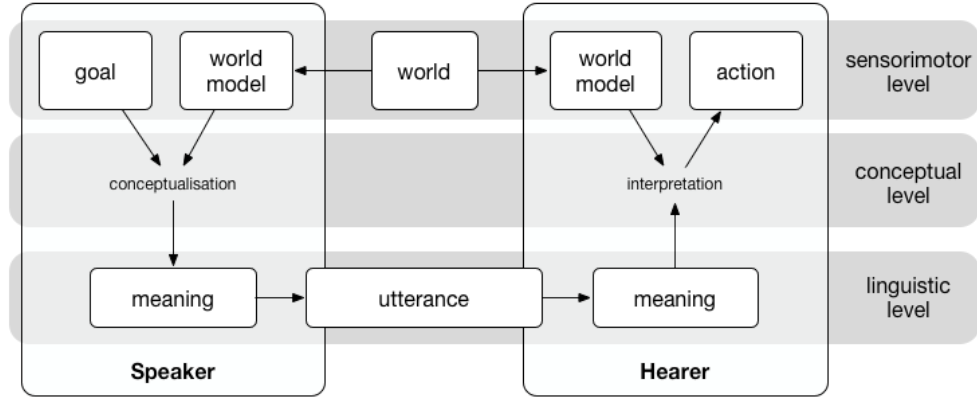 goal
world
model
world
world
model
action
sensorimotor
level
conceptualisation
interpretation
conceptual
level
meaning
utterance
meaning
linguistic
level
Speaker
Hearer